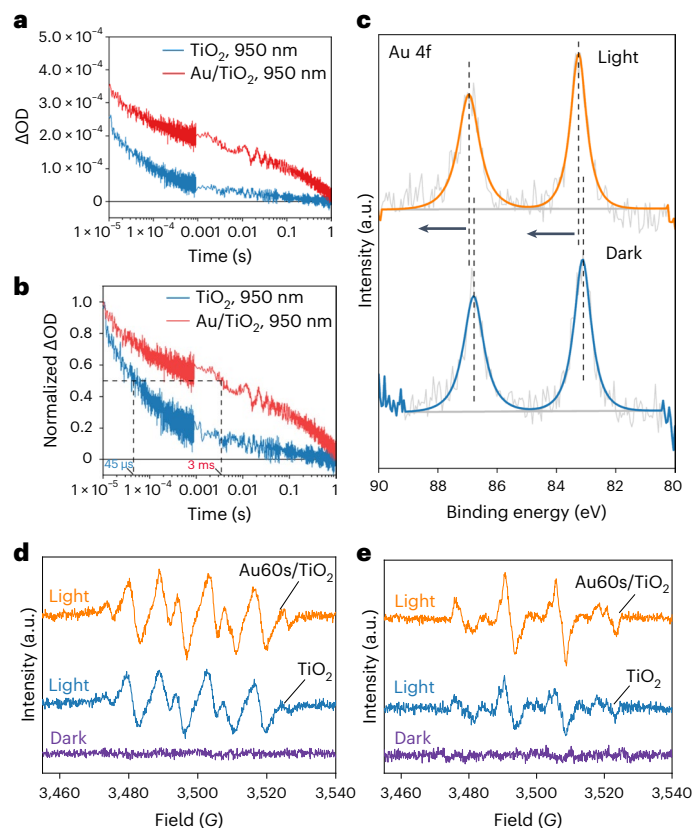 a
5.0 × 10⁻⁴
4.0 × 10⁻⁴
3.0 × 10⁻⁴
2.0 × 10⁻⁴
1.0 × 10⁻⁴
0
ΔOD
TiO₂, 950 nm
Au/TiO₂, 950 nm
1 × 10⁻⁵ 1 × 10⁻⁴ 0.001 0.01 0.1 1
Time (s)
b
1.0
0.8
0.6
0.4
0.2
0
Normalized ΔOD
TiO₂, 950 nm
Au/TiO₂, 950 nm
45 µs
3 ms
1 × 10⁻⁵ 1 × 10⁻⁴ 0.001 0.01 0.1 1
Time (s)
c
Au 4f
Light
Dark
Intensity (a.u.)
90 88 86 84 82 80
Binding energy (eV)
d
Light
Au60s/TiO₂
Light
TiO₂
Dark
Intensity (a.u.)
3,460 3,480 3,500 3,520 3,540
Field (G)
e
Light
Au60s/TiO₂
Light
TiO₂
Dark
Intensity (a.u.)
3,460 3,480 3,500 3,520 3,540
Field (G)